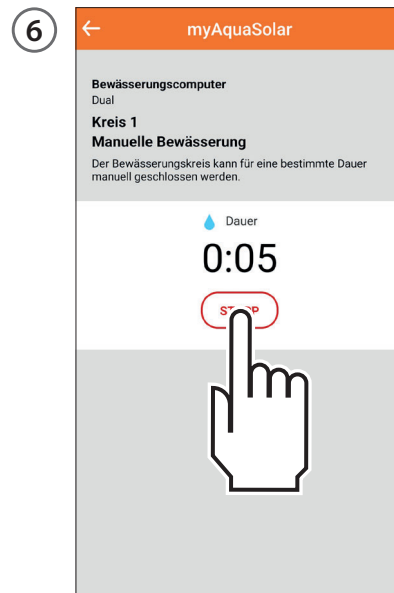 6
myAquaSolar
Bewässerungscomputer
Dual
Kreis 1
Manuelle Bewässerung
Der Bewässerungskreis kann für eine bestimmte Dauer
manuell geschlossen werden.
Dauer
0:05